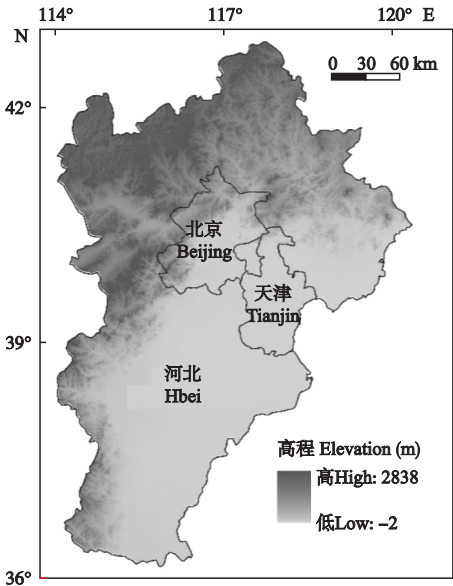 114° 117° 120° E
N
0 30 60 km
42°
北京
Beijing
天津
Tianjin
39°
河北
Hbei
高程 Elevation (m)
高High: 2838
低Low: –2
36°